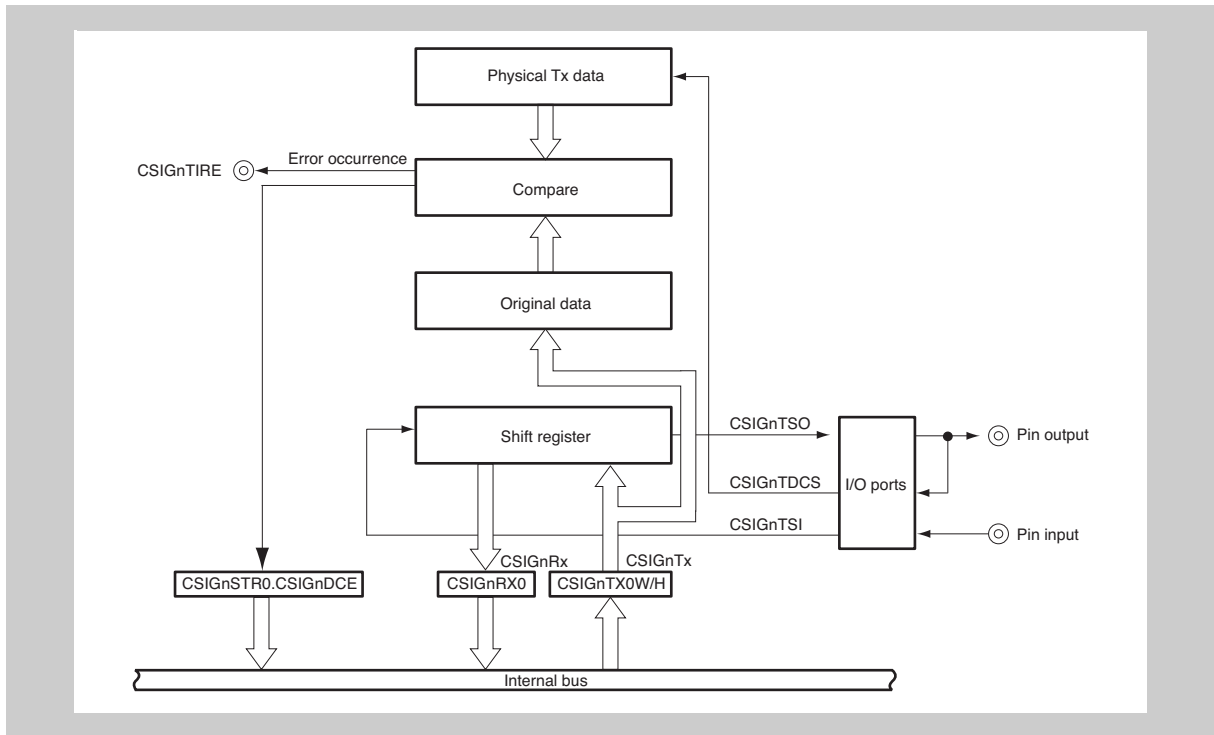 Physical Tx data
CSIGnTIRE
Error occurrence
Compare
Original data
Shift register
CSIGnTSO
Pin output
CSIGnTDCS
I/O ports
CSIGnTSI
Pin input
CSIGnRx
CSIGnTx
CSIGnSTR0.CSIGnDCE
CSIGnRX0
CSIGnTX0W/H
Internal bus